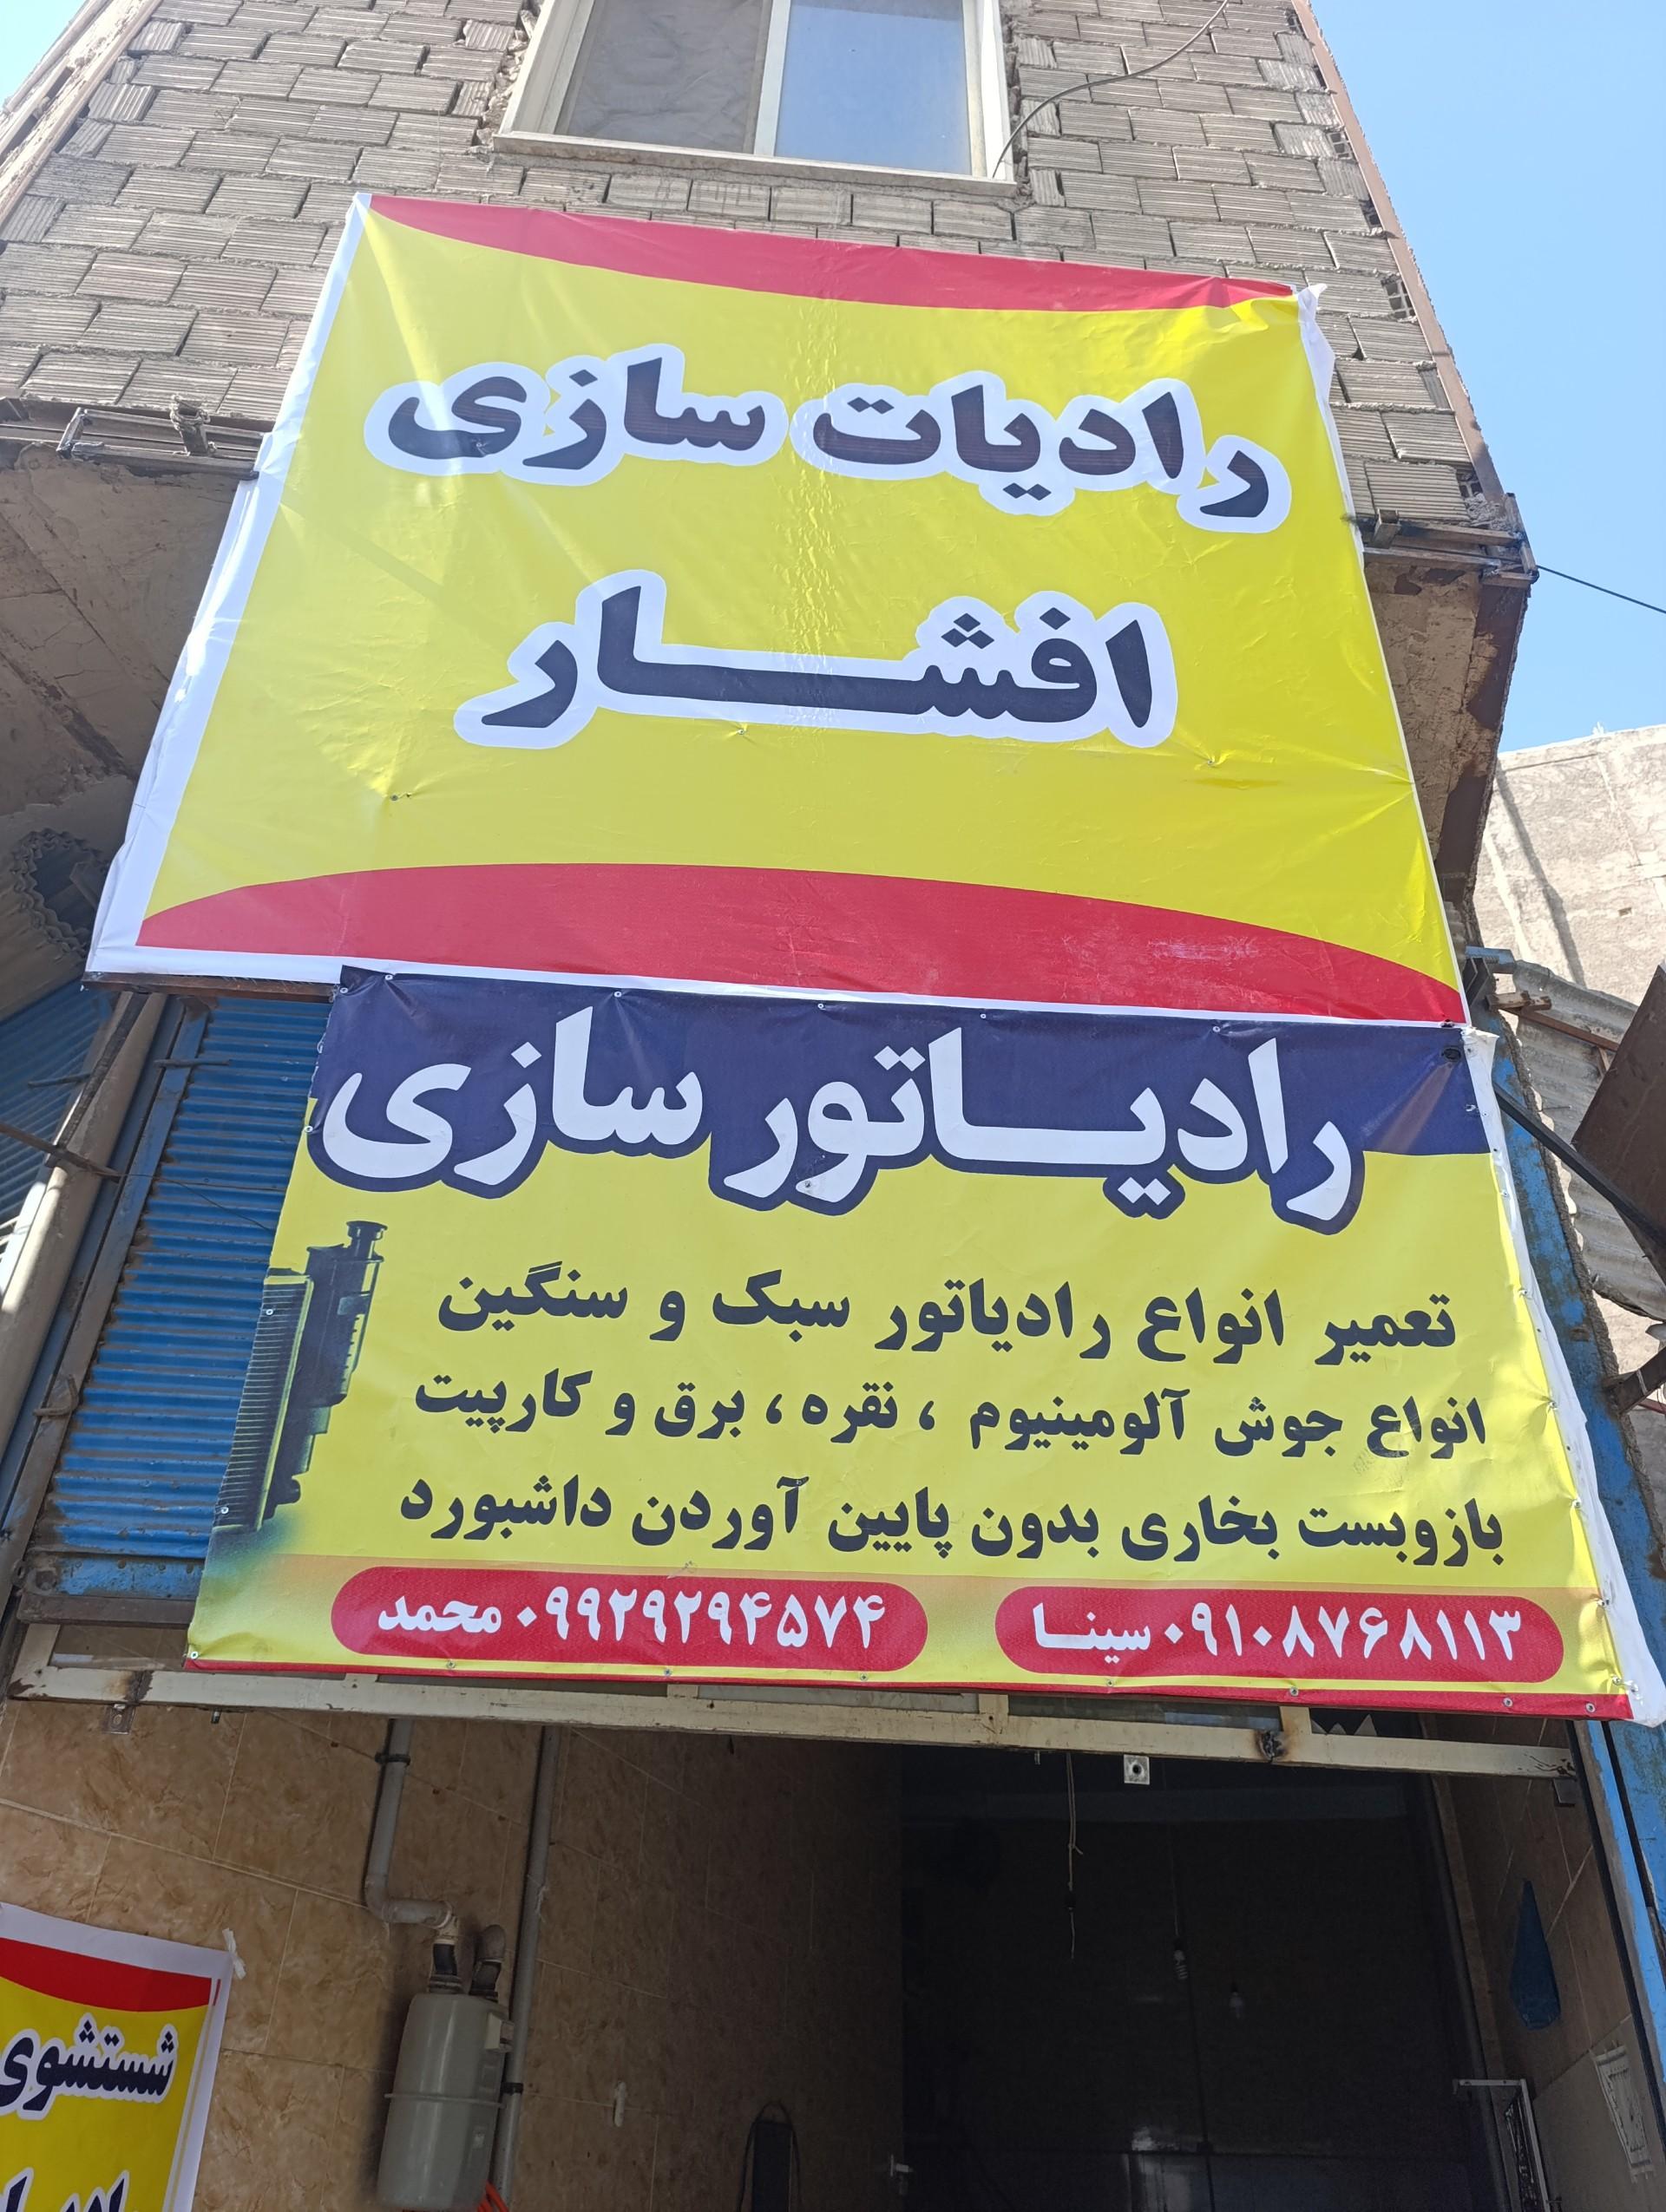 رادیات سازی
افشار
رادیاتور سازی
تعمیر انواع رادیاتور سبک و سنگین
انواع جوش آلومینیوم ، نقره ، برق و کارپیت
بازوبست بخاری بدون پایین آوردن داشبورد
۰۹۱۰۸۷۶۸۱۱۳ سینا
۰۹۹۲۹۲۹۴۵۷۴ محمد
شستشوی